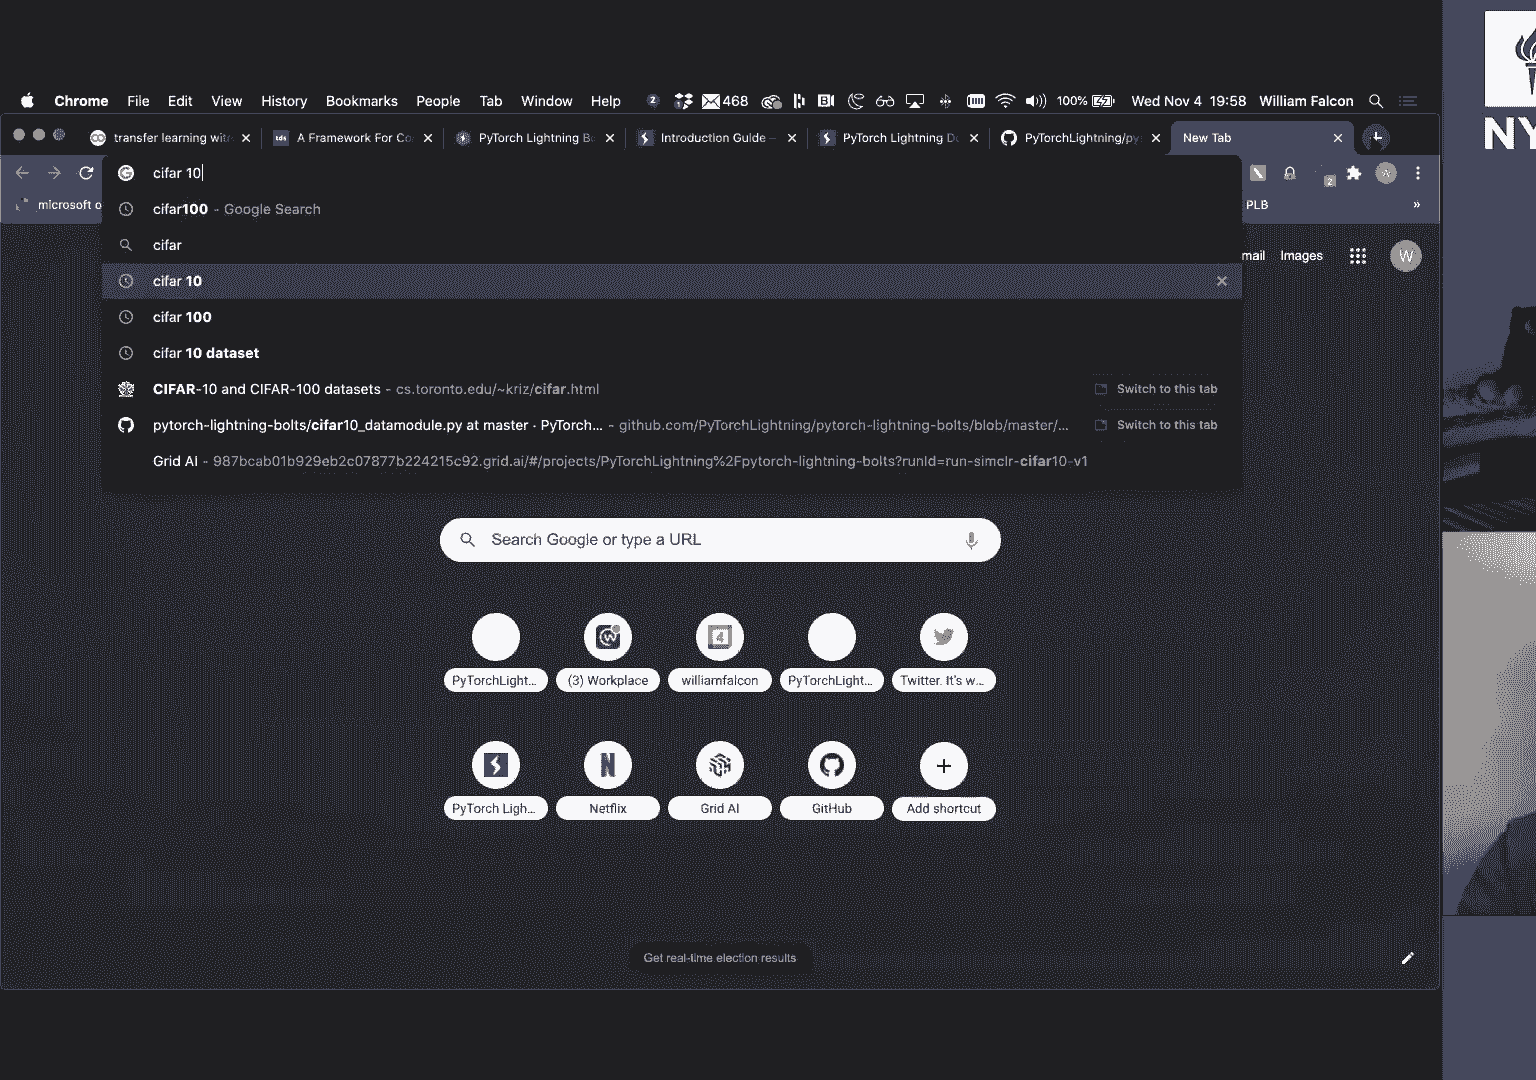 Chrome File Edit View History Bookmarks People Tab Window Help 2 468 100% Wed Nov 4 19:58 William Falcon
transfer learning with A Framework For Co PyTorch Lightning Bo Introduction Guide — PyTorch Lightning Do PyTorchLightning/py New Tab
cifar 10
2
cifar100 - Google Search
microsoft o
PLB »
cifar
mail Images W
cifar 10
cifar 100
cifar 10 dataset
CIFAR-10 and CIFAR-100 datasets - cs.toronto.edu/~kriz/cifar.html Switch to this tab
pytorch-lightning-bolts/cifar10_datamodule.py at master · PyTorch... - github.com/PyTorchLightning/pytorch-lightning-bolts/blob/master/... Switch to this tab
Grid AI - 987bcab01b929eb2c07877b224215c92.grid.ai/#/projects/PyTorchLightning%2Fpytorch-lightning-bolts?runId=run-simclr-cifar10-v1
Search Google or type a URL
4
PyTorchLight... (3) Workplace williamfalcon PyTorchLight... Twitter. It's w...
PyTorch Ligh... Netflix Grid AI GitHub Add shortcut
Get real-time election results
NY